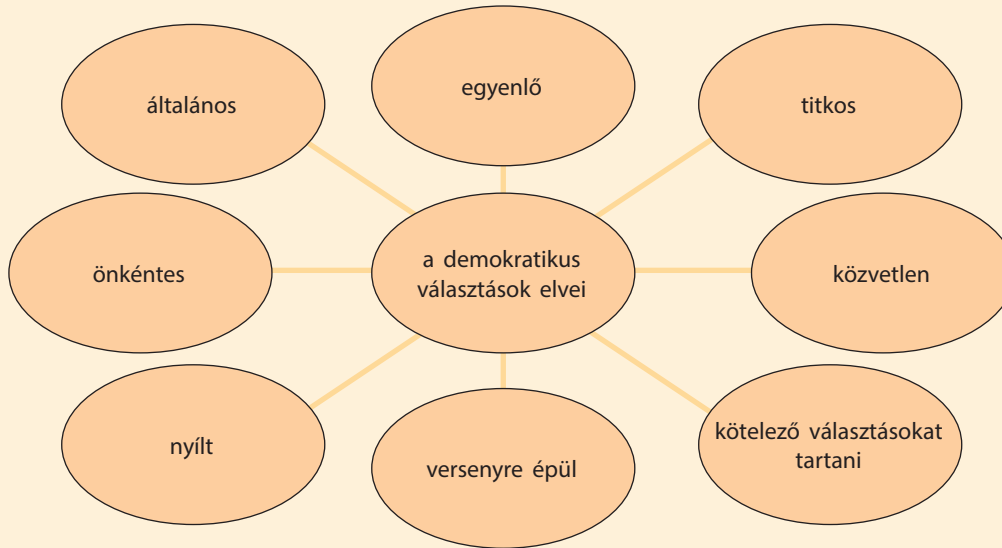 általános
egyenlő
titkos
önkéntes
a demokratikus
választások elvei
közvetlen
nyílt
versenyre épül
kötelező választásokat
tartani